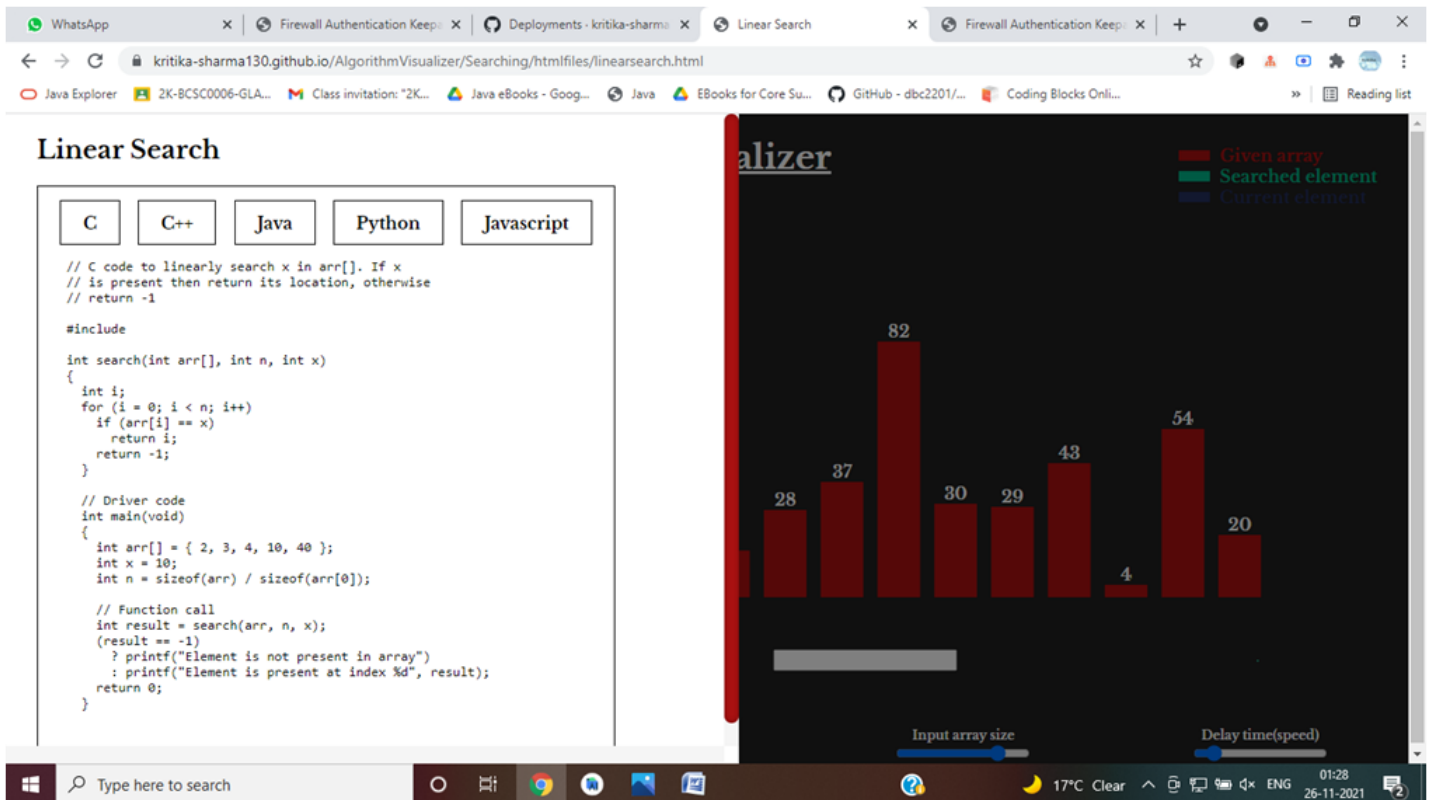 WhatsApp
Firewall Authentication Keep
Deployments · kritika-sharma
Linear Search
Firewall Authentication Keep
kritika-sharma130.github.io/AlgorithmVisualizer/Searching/htmlfiles/linearsearch.html
Java Explorer
2K-BCSC0006-GLA...
Class invitation: "2K...
Java eBooks - Goog...
Java
EBooks for Core Su...
GitHub - dbc2201/...
Coding Blocks Onli...
»
Reading list
Linear Search
C
C++
Java
Python
Javascript
// C code to linearly search x in arr[]. If x
// is present then return its location, otherwise
// return -1
#include
int search(int arr[], int n, int x)
{
int i;
for (i = 0; i < n; i++)
if (arr[i] == x)
return i;
return -1;
}
// Driver code
int main(void)
{
int arr[] = { 2, 3, 4, 10, 40 };
int x = 10;
int n = sizeof(arr) / sizeof(arr[0]);
// Function call
int result = search(arr, n, x);
(result == -1)
? printf("Element is not present in array")
: printf("Element is present at index %d", result);
return 0;
}
alizer
Given array
Searched element
Current element
28
37
82
30
29
43
4
54
20
Input array size
Delay time(speed)
Type here to search
17°C Clear
ENG
01:28
26-11-2021
2